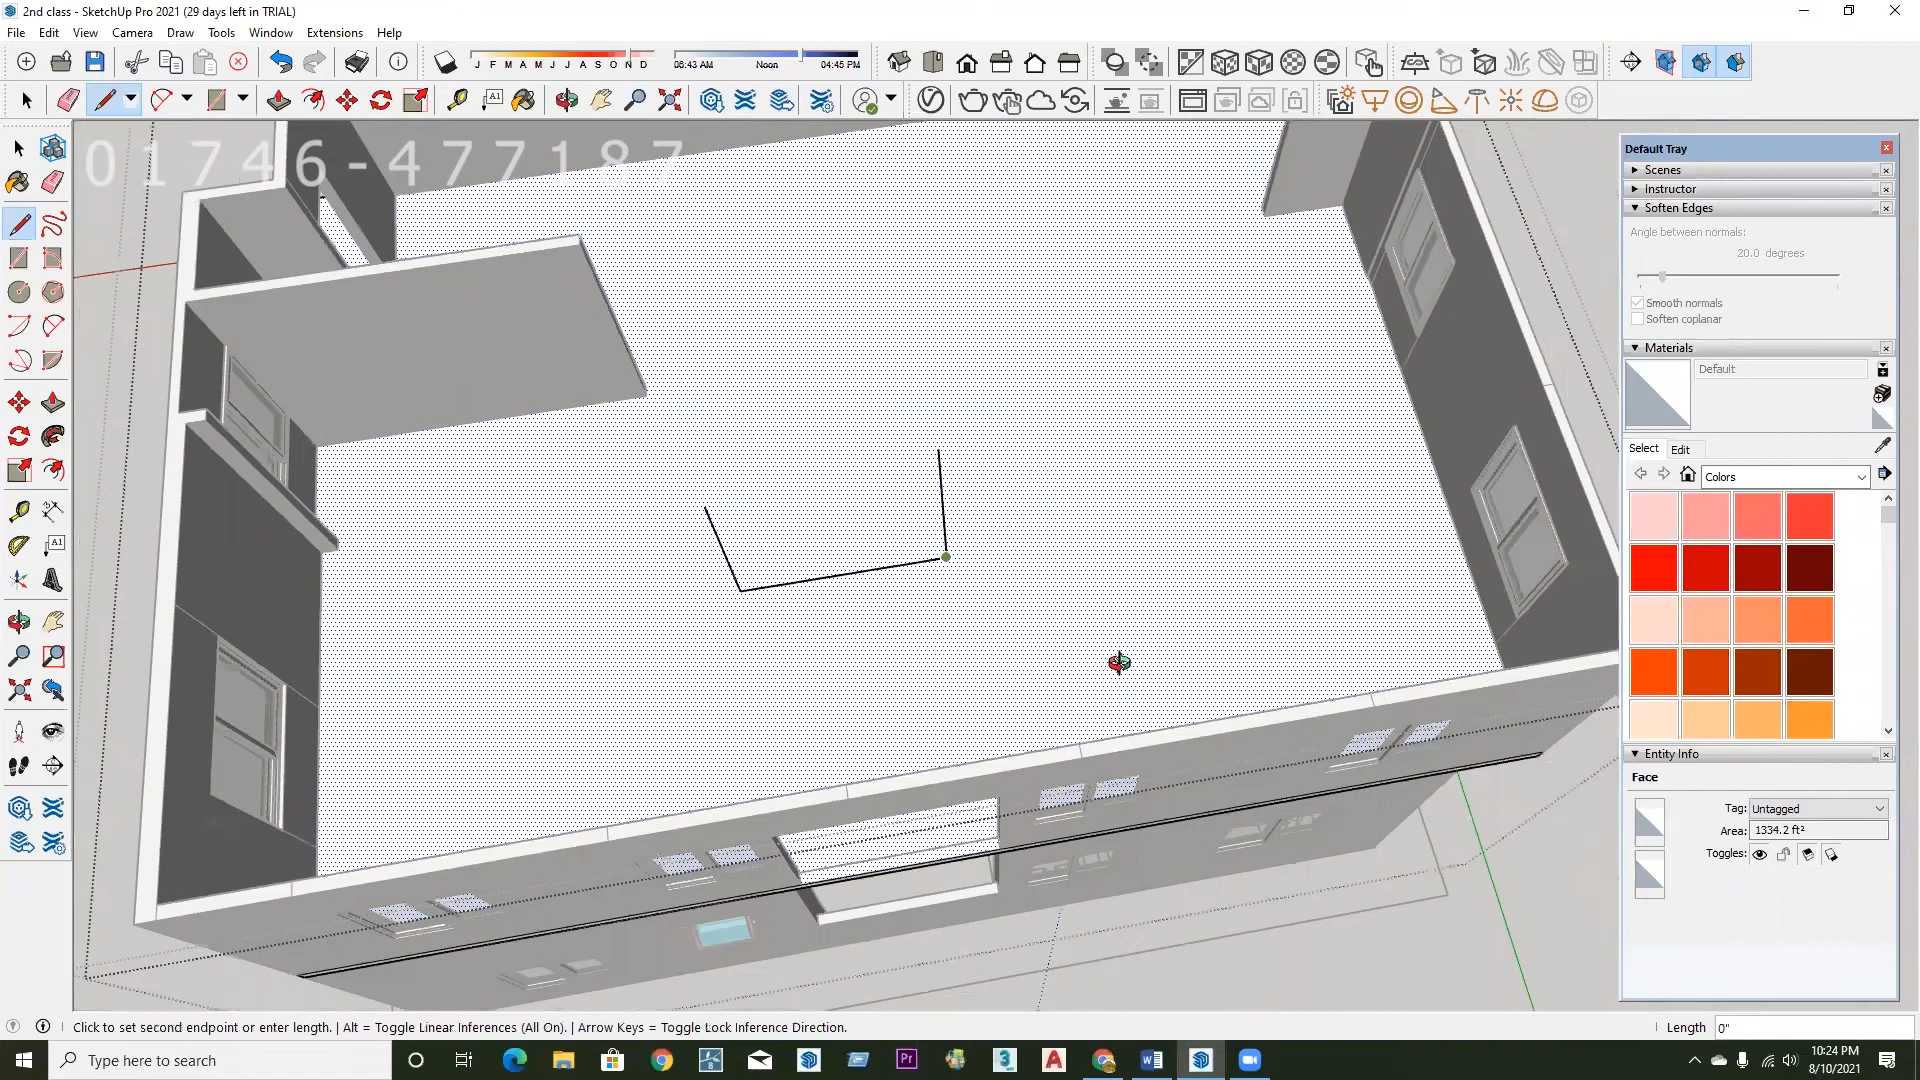 2nd class - SketchUp Pro 2021 (29 days left in TRIAL)
File Edit View Camera Draw Tools Window Extensions Help
J F M A M J J A S O N D 06:43 AM Noon 04:45 PM
A1
01746-477187
Default Tray
Scenes
Instructor
Soften Edges
Angle between normals:
20.0 degrees
Smooth normals
Soften coplanar
Materials
Default
Select Edit
Colors
A1
Entity Info
Face
Tag: Untagged
Area: 1334.2 ft²
Toggles:
Click to set second endpoint or enter length. | Alt = Toggle Linear Inferences (All On). | Arrow Keys = Toggle Lock Inference Direction.
Length 0"
Type here to search
Pr
3
A
W
10:24 PM
8/10/2021